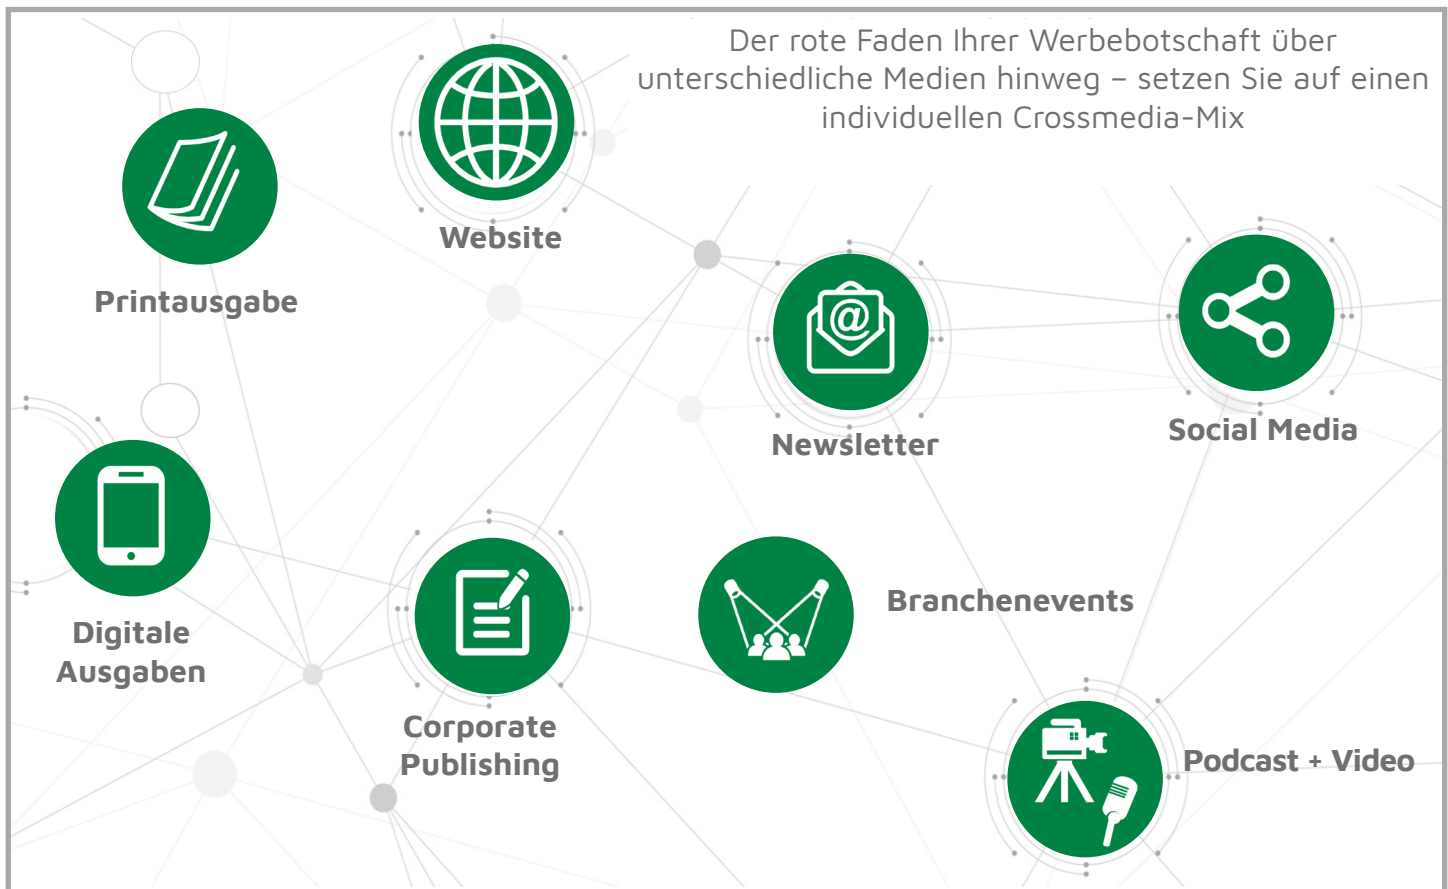 Der rote Faden Ihrer Werbebotschaft über
unterschiedliche Medien hinweg – setzen Sie auf einen
individuellen Crossmedia-Mix
Website
Printausgabe
Newsletter
Social Media
Digitale
Ausgaben
Corporate
Publishing
Branchenevents
Podcast + Video
@